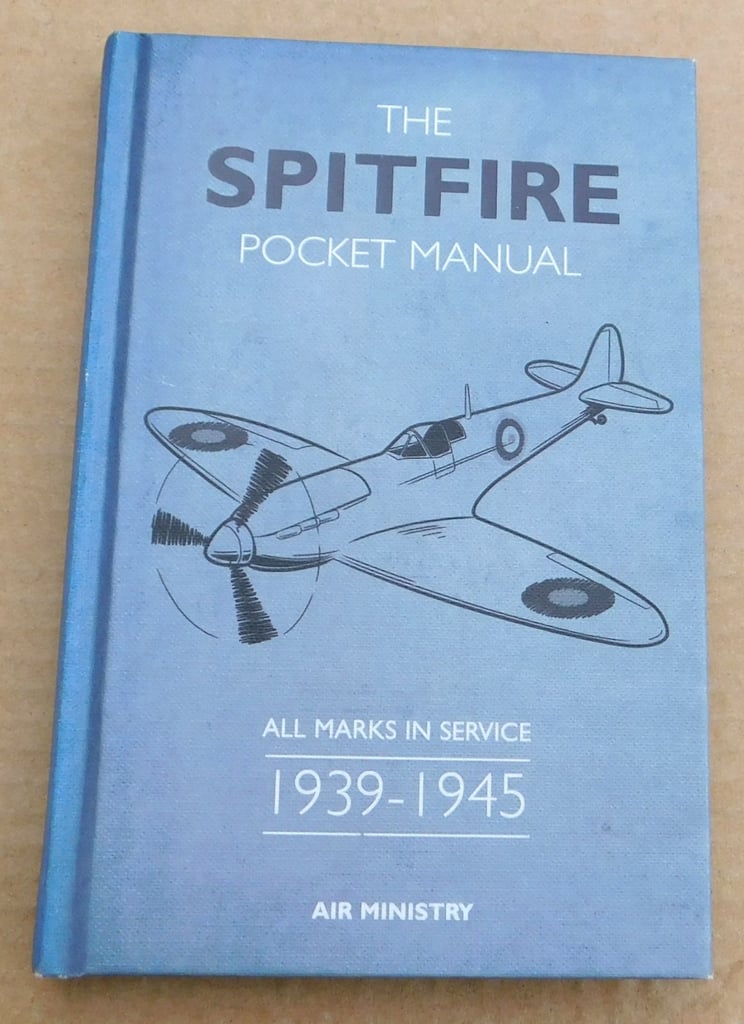 THE
SPITFIRE
POCKET MANUAL
ALL MARKS IN SERVICE
1939-1945
AIR MINISTRY